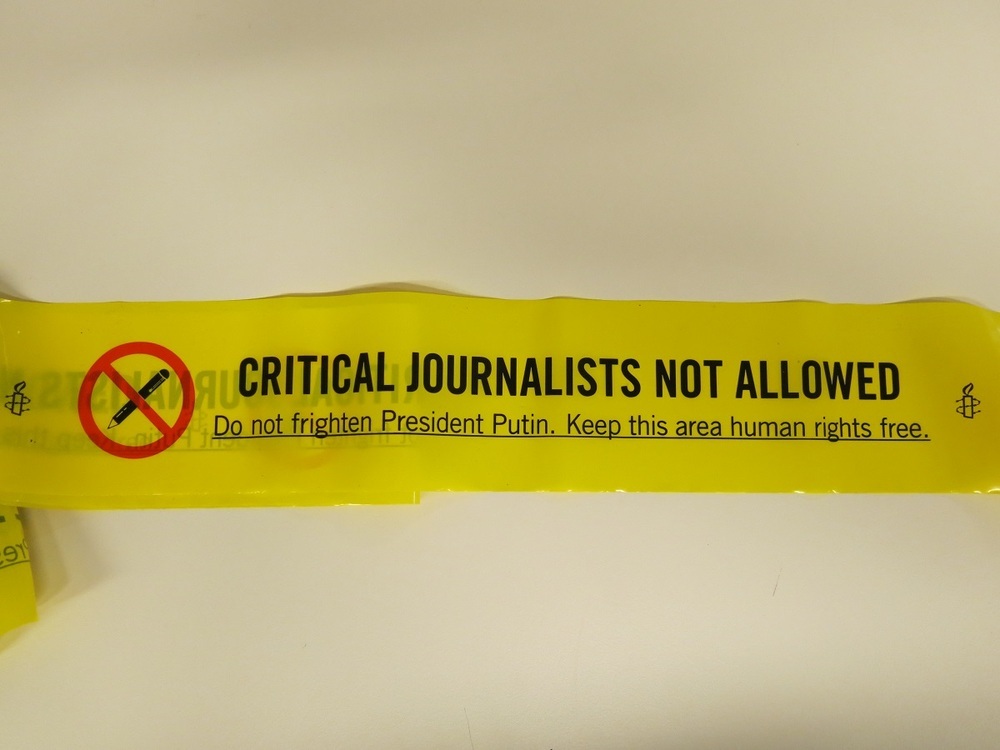 CRITICAL JOURNALISTS NOT ALLOWED
Do not frighten President Putin. Keep this area human rights free.